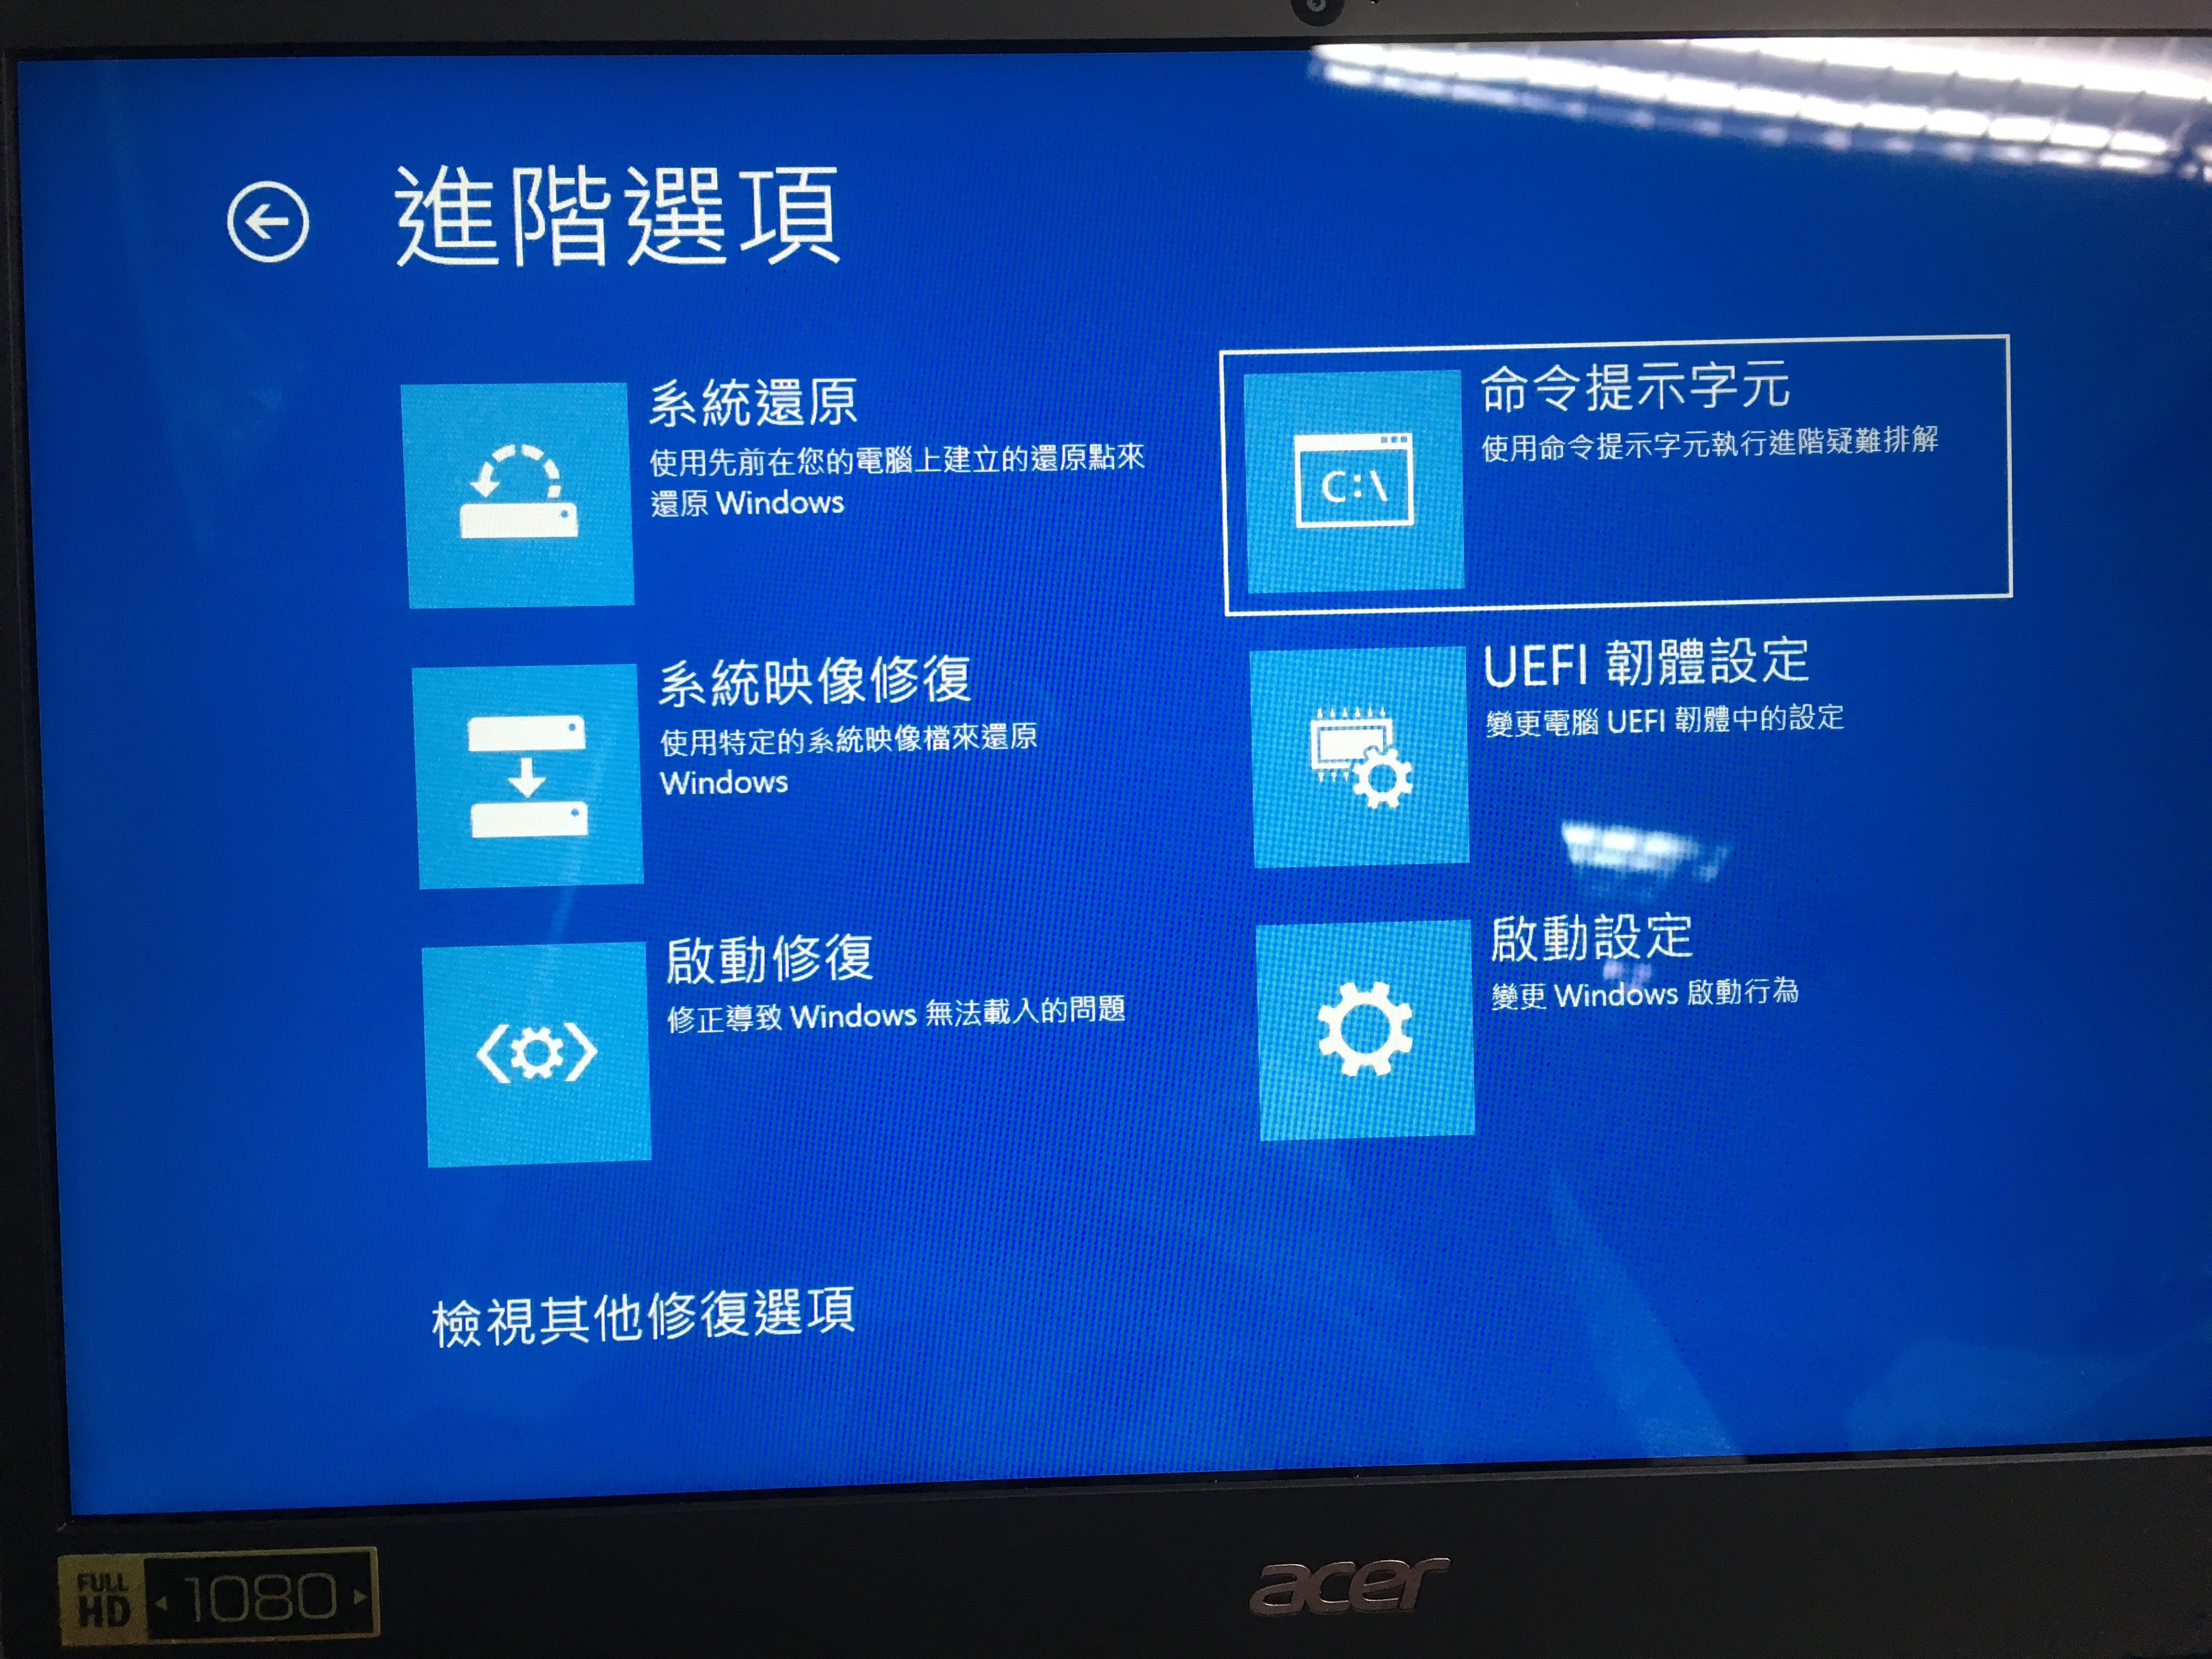 進階選項
系統還原
使用先前在您的電腦上建立的還原點來
還原 Windows
系統映像修復
使用特定的系統映像檔來還原
Windows
啟動修復
修正導致 Windows 無法載入的問題
命令提示字元
使用命令提示字元執行進階疑難排解
C:\
UEFI 韌體設定
變更電腦 UEFI 韌體中的設定
啟動設定
變更 Windows 啟動行為
檢視其他修復選項
FULL
HD
1080
acer